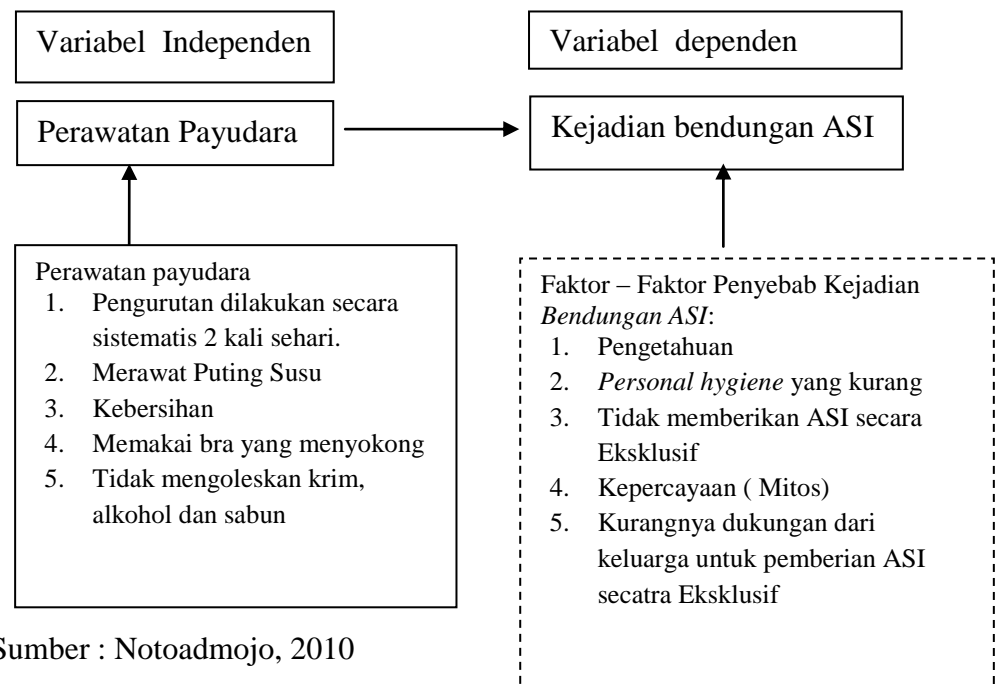 Variabel Independen
Variabel dependen
Perawatan Payudara
Kejadian bendungan ASI
Perawatan payudara
1. Pengurutan dilakukan secara
sistematis 2 kali sehari.
2. Merawat Puting Susu
3. Kebersihan
4. Memakai bra yang menyokong
5. Tidak mengoleskan krim,
alkohol dan sabun
Faktor – Faktor Penyebab Kejadian
Bendungan ASI:
1. Pengetahuan
2. Personal hygiene yang kurang
3. Tidak memberikan ASI secara
Eksklusif
4. Kepercayaan ( Mitos)
5. Kurangnya dukungan dari
keluarga untuk pemberian ASI
secatra Eksklusif
Sumber : Notoadmojo, 2010